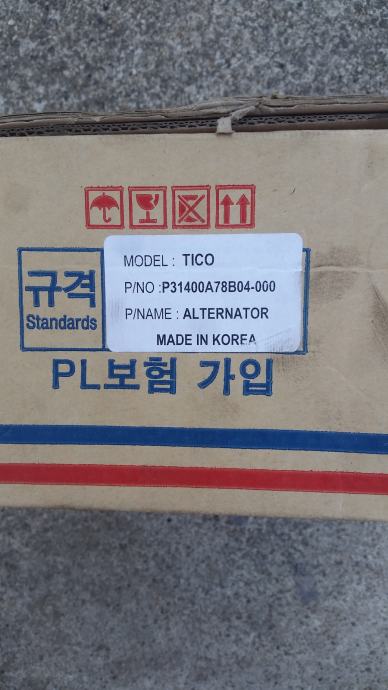 규격
Standards
MODEL : TICO
P/NO :P31400A78B04-000
P/NAME : ALTERNATOR
MADE IN KOREA
PL보험 가입